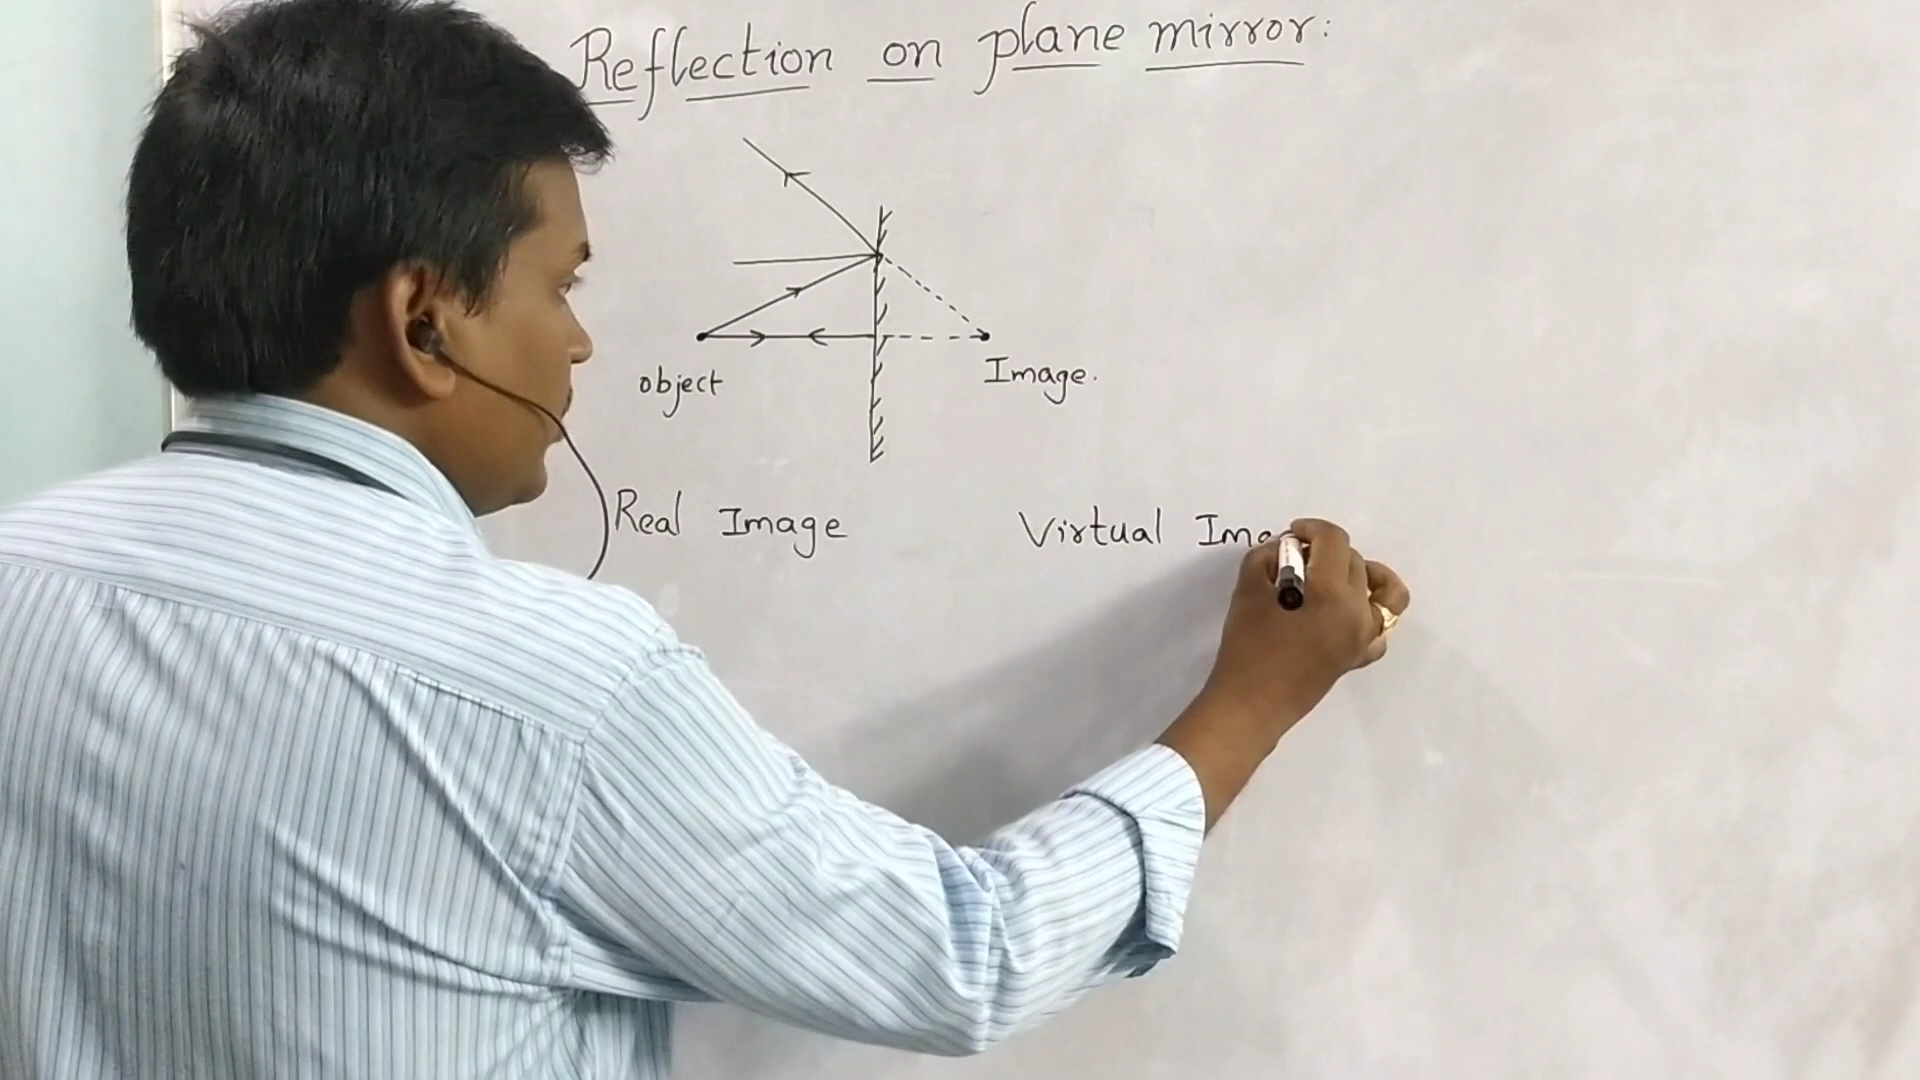 Reflection on plane mirror:
object
Image.
Real Image
Virtual Ima